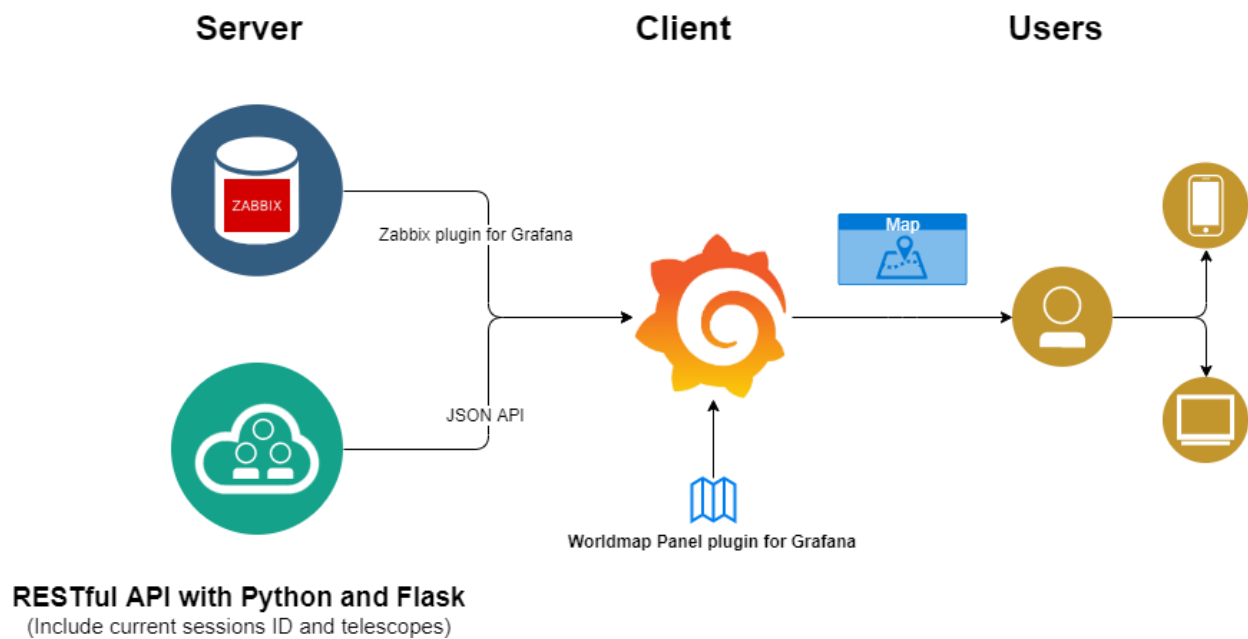 Server
Client
Users
ZABBIX
Zabbix plugin for Grafana
Map
JSON API
Worldmap Panel plugin for Grafana
RESTful API with Python and Flask
(Include current sessions ID and telescopes)